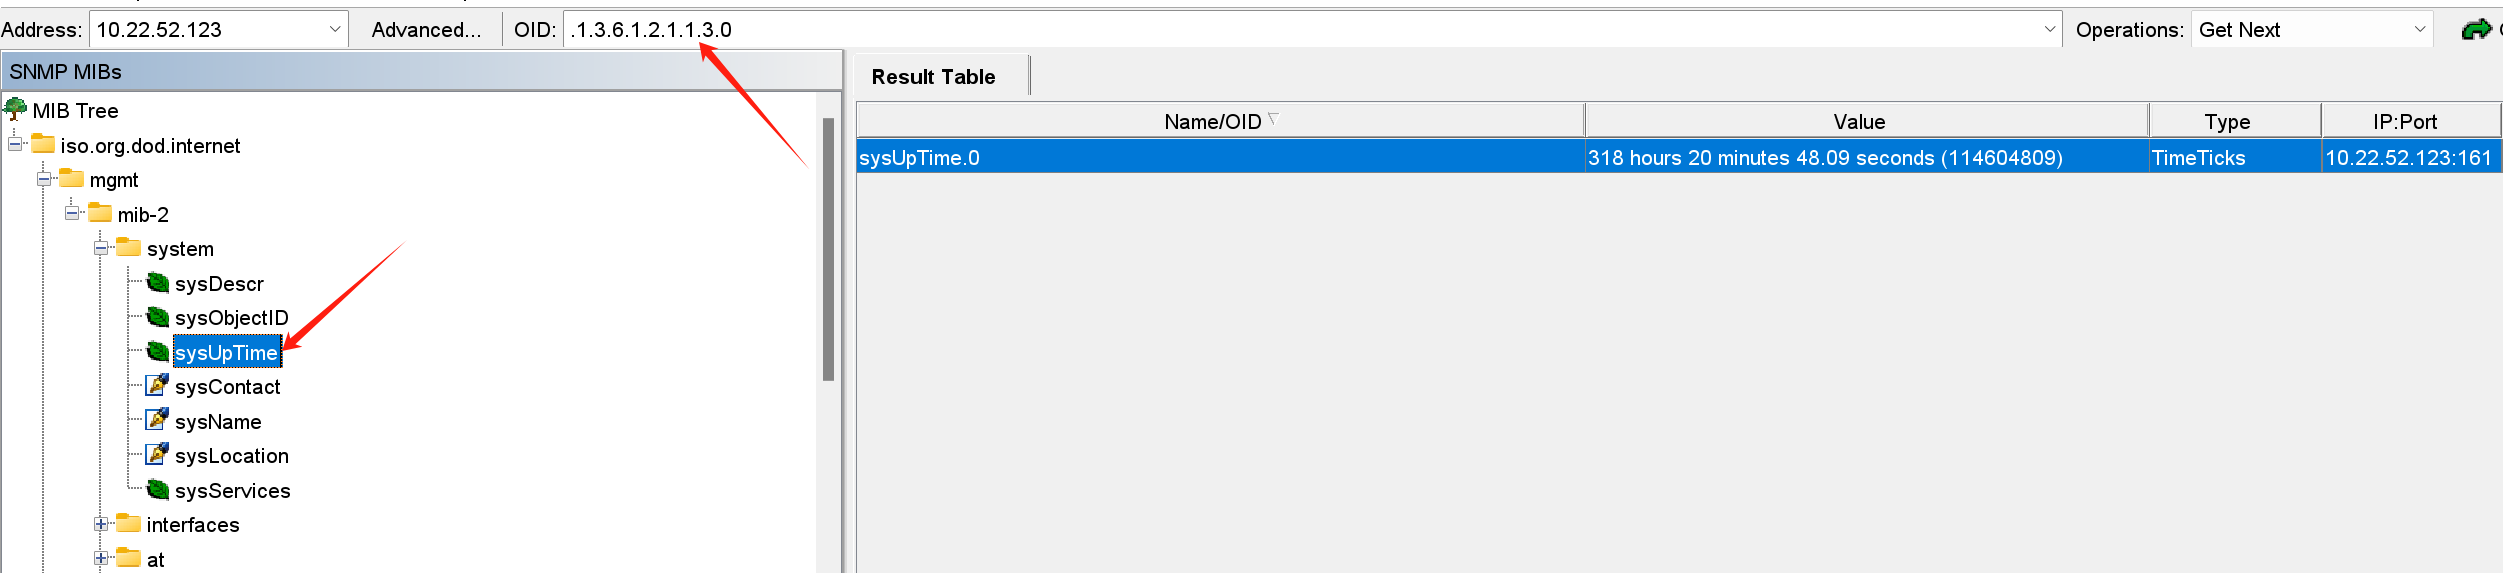 Address: 10.22.52.123 Advanced... OID: .1.3.6.1.2.1.1.3.0 Operations: Get Next
SNMP MIBs
MIB Tree
iso.org.dod.internet
mgmt
mib-2
system
sysDescr
sysObjectID
sysUpTime
sysContact
sysName
sysLocation
sysServices
interfaces
at
Result Table
Name/OID Value Type IP:Port
sysUpTime.0 318 hours 20 minutes 48.09 seconds (114604809) TimeTicks 10.22.52.123:161